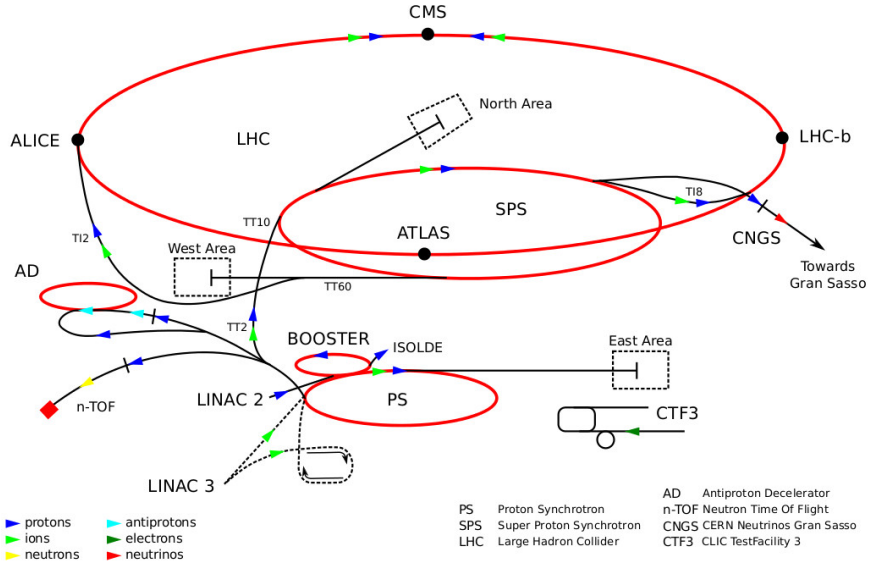 CMS
North Area
ALICE
LHC
LHC-b
TI8
SPS
TT10
ATLAS
CNGS
TI2
West Area
Towards
Gran Sasso
AD
TT60
TT2
BOOSTER
ISOLDE
East Area
LINAC 2
PS
n-TOF
CTF3
LINAC 3
protons
ions
neutrons
antiprotons
electrons
neutrinos
PS Proton Synchrotron
SPS Super Proton Synchrotron
LHC Large Hadron Collider
AD Antiproton Decelerator
n-TOF Neutron Time Of Flight
CNGS CERN Neutrinos Gran Sasso
CTF3 CLIC TestFacility 3